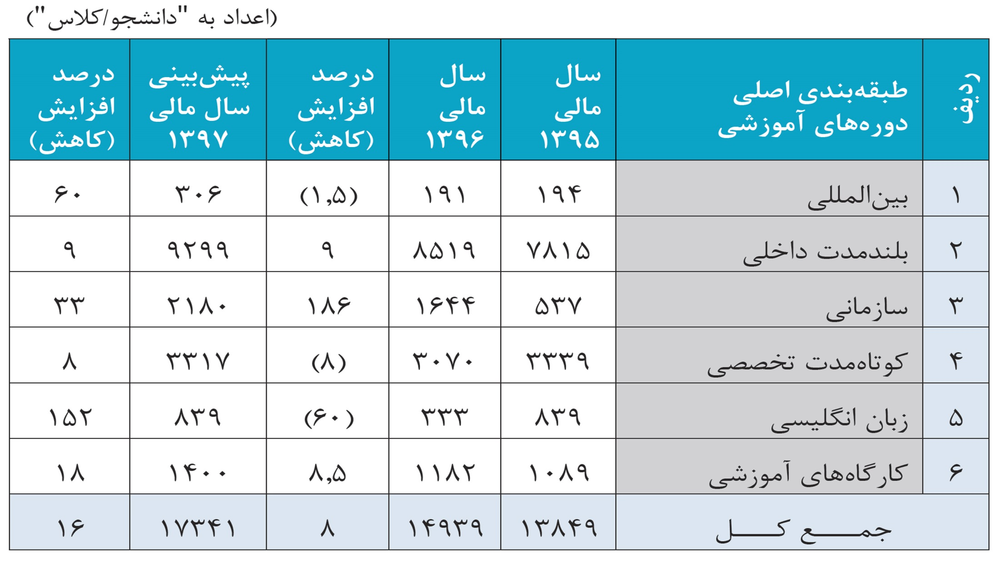 (اعداد به "دانشجو/کلاس")
ردیف طبقه‌بندی اصلی دوره‌های آموزشی سال مالی ۱۳۹۵ سال مالی ۱۳۹۶ درصد افزایش (کاهش) پیش‌بینی سال مالی ۱۳۹۷ درصد افزایش (کاهش)
۱ بین‌المللی ۱۹۴ ۱۹۱ (۱,۵) ۳۰۶ ۶۰
۲ بلندمدت داخلی ۷۸۱۵ ۸۵۱۹ ۹ ۹۲۹۹ ۹
۳ سازمانی ۵۳۷ ۱۶۴۴ ۱۸۶ ۲۱۸۰ ۳۳
۴ کوتاه‌مدت تخصصی ۳۳۳۹ ۳۰۷۰ (۸) ۳۳۱۷ ۸
۵ زبان انگلیسی ۸۳۹ ۳۳۳ (۶۰) ۸۳۹ ۱۵۲
۶ کارگاه‌های آموزشی ۱۰۸۹ ۱۱۸۲ ۸,۵ ۱۴۰۰ ۱۸
جمـــع کـــل ۱۳۸۴۹ ۱۴۹۳۹ ۸ ۱۷۳۴۱ ۱۶